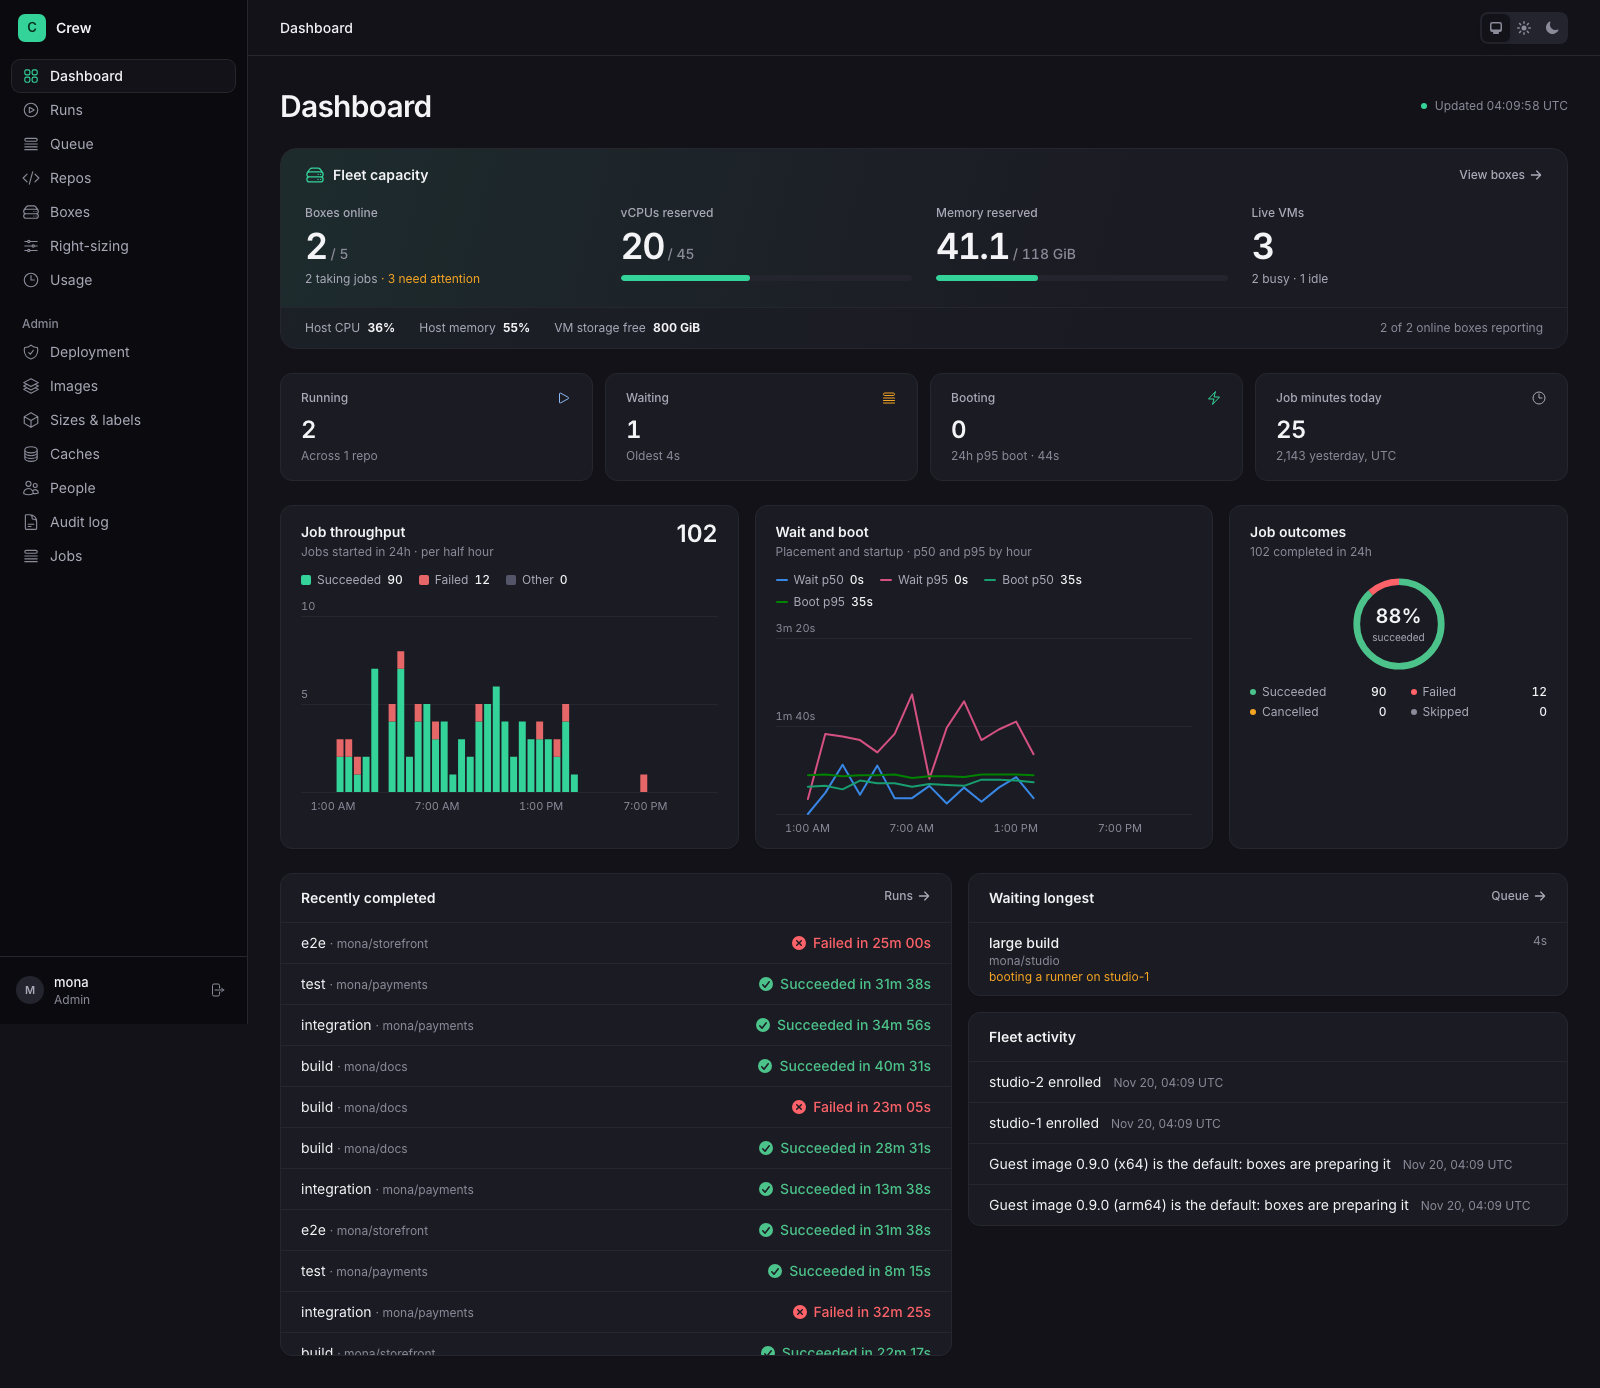 C Crew
Dashboard
Runs
Queue
Repos
Boxes
Right-sizing
Usage
Admin
Deployment
Images
Sizes & labels
Caches
People
Audit log
Jobs
M mona
Admin
Dashboard
Dashboard
Updated 04:09:58 UTC
Fleet capacity
View boxes →
Boxes online
2 / 5
2 taking jobs · 3 need attention
vCPUs reserved
20 / 45
Memory reserved
41.1 / 118 GiB
Live VMs
3
2 busy · 1 idle
Host CPU 36% Host memory 55% VM storage free 800 GiB
2 of 2 online boxes reporting
Running
2
Across 1 repo
Waiting
1
Oldest 4s
Booting
0
24h p95 boot · 44s
Job minutes today
25
2,143 yesterday, UTC
Job throughput
102
Jobs started in 24h · per half hour
Succeeded 90 Failed 12 Other 0
10
5
1:00 AM 7:00 AM 1:00 PM 7:00 PM
Wait and boot
Placement and startup · p50 and p95 by hour
Wait p50 0s Wait p95 0s Boot p50 35s
Boot p95 35s
3m 20s
1m 40s
1:00 AM 7:00 AM 1:00 PM 7:00 PM
Job outcomes
102 completed in 24h
88%
succeeded
Succeeded 90 Failed 12
Cancelled 0 Skipped 0
Recently completed
Runs →
e2e · mona/storefront Failed in 25m 00s
test · mona/payments Succeeded in 31m 38s
integration · mona/payments Succeeded in 34m 56s
build · mona/docs Succeeded in 40m 31s
build · mona/docs Failed in 23m 05s
build · mona/docs Succeeded in 28m 31s
integration · mona/payments Succeeded in 13m 38s
e2e · mona/storefront Succeeded in 31m 38s
test · mona/payments Succeeded in 8m 15s
integration · mona/payments Failed in 32m 25s
build · mona/storefront Succeeded in 22m 17s
Waiting longest
Queue →
large build 4s
mona/studio
booting a runner on studio-1
Fleet activity
studio-2 enrolled Nov 20, 04:09 UTC
studio-1 enrolled Nov 20, 04:09 UTC
Guest image 0.9.0 (x64) is the default: boxes are preparing it Nov 20, 04:09 UTC
Guest image 0.9.0 (arm64) is the default: boxes are preparing it Nov 20, 04:09 UTC